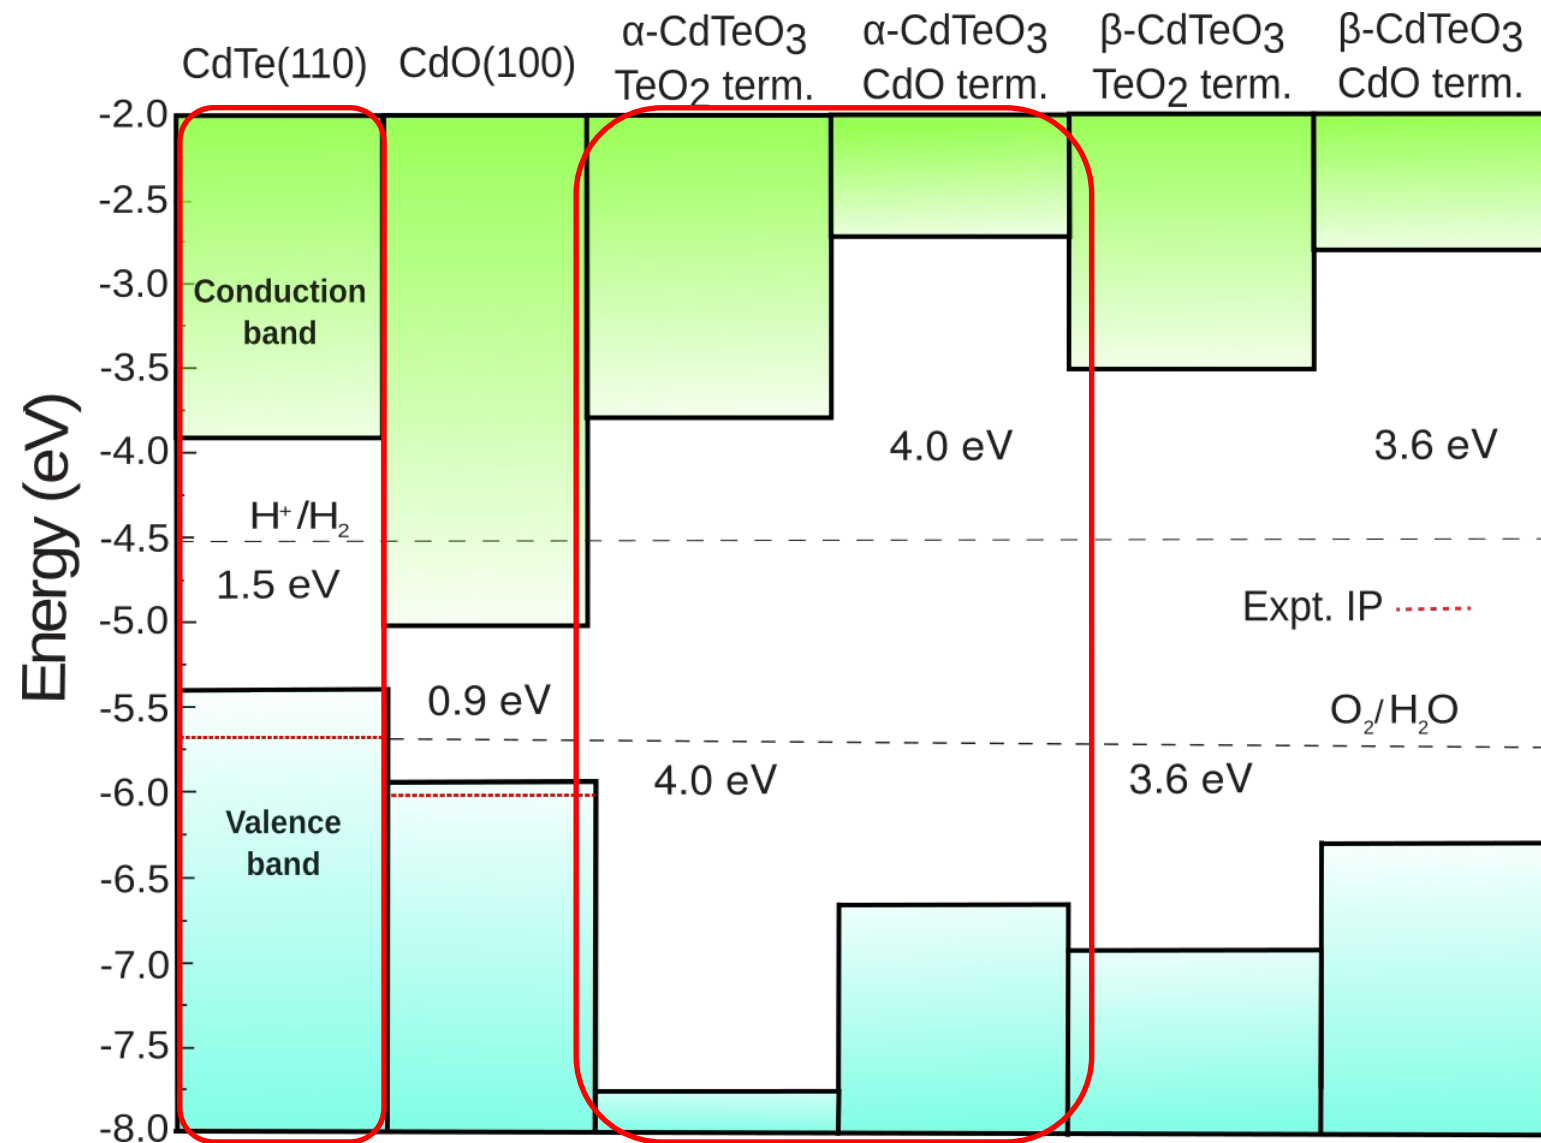 CdTe(110)
CdO(100)
α-CdTeO3
TeO2 term.
α-CdTeO3
CdO term.
β-CdTeO3
TeO2 term.
β-CdTeO3
CdO term.
Energy (eV)
-2.0
-2.5
-3.0
-3.5
-4.0
-4.5
-5.0
-5.5
-6.0
-6.5
-7.0
-7.5
-8.0
Conduction
band
H+/H2
1.5 eV
Valence
band
0.9 eV
4.0 eV
4.0 eV
3.6 eV
3.6 eV
Expt. IP
O2/H2O